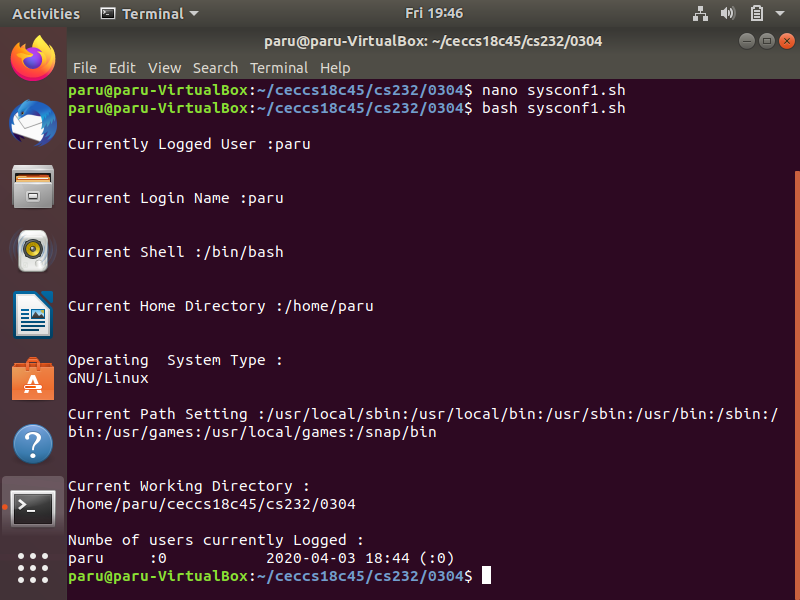 Activities Terminal Fri 19:46
paru@paru-VirtualBox: ~/ceccs18c45/cs232/0304
File Edit View Search Terminal Help
paru@paru-VirtualBox:~/ceccs18c45/cs232/0304$ nano sysconf1.sh
paru@paru-VirtualBox:~/ceccs18c45/cs232/0304$ bash sysconf1.sh
Currently Logged User :paru
current Login Name :paru
Current Shell :/bin/bash
Current Home Directory :/home/paru
Operating  System Type :
GNU/Linux
Current Path Setting :/usr/local/sbin:/usr/local/bin:/usr/sbin:/usr/bin:/sbin:/
bin:/usr/games:/usr/local/games:/snap/bin
Current Working Directory :
/home/paru/ceccs18c45/cs232/0304
Numbe of users currently Logged :
paru     :0           2020-04-03 18:44 (:0)
paru@paru-VirtualBox:~/ceccs18c45/cs232/0304$